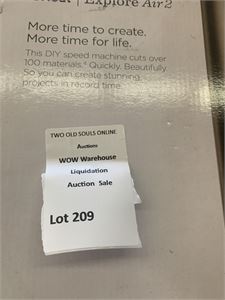 Explore Air 2
More time to create.
More time for life.
This DIY speed machine cuts over
100 materials.* Quickly. Beautifully.
So you can create stunning
projects in record time.
TWO OLD SOULS ONLINE
Auctions
WOW Warehouse
Liquidation
Auction Sale
Lot 209